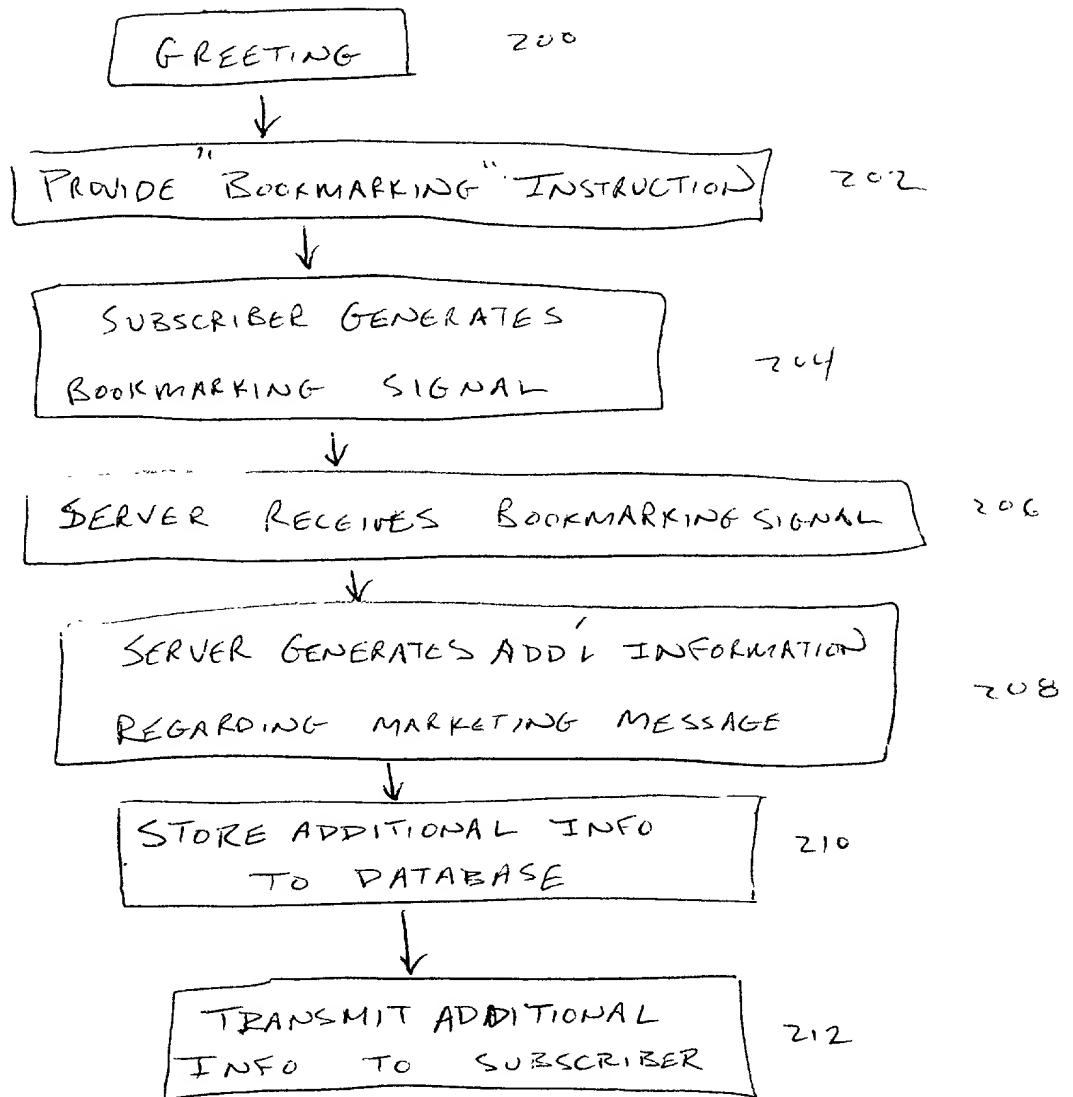 GREETING 200
PROVIDE "BOOKMARKING" INSTRUCTION 202
SUBSCRIBER GENERATES
BOOKMARKING SIGNAL 204
SERVER RECEIVES BOOKMARKING SIGNAL 206
SERVER GENERATES ADD'L INFORMATION
REGARDING MARKETING MESSAGE 208
STORE ADDITIONAL INFO 210
TO DATABASE
TRANSMIT ADDITIONAL 212
INFO TO SUBSCRIBER